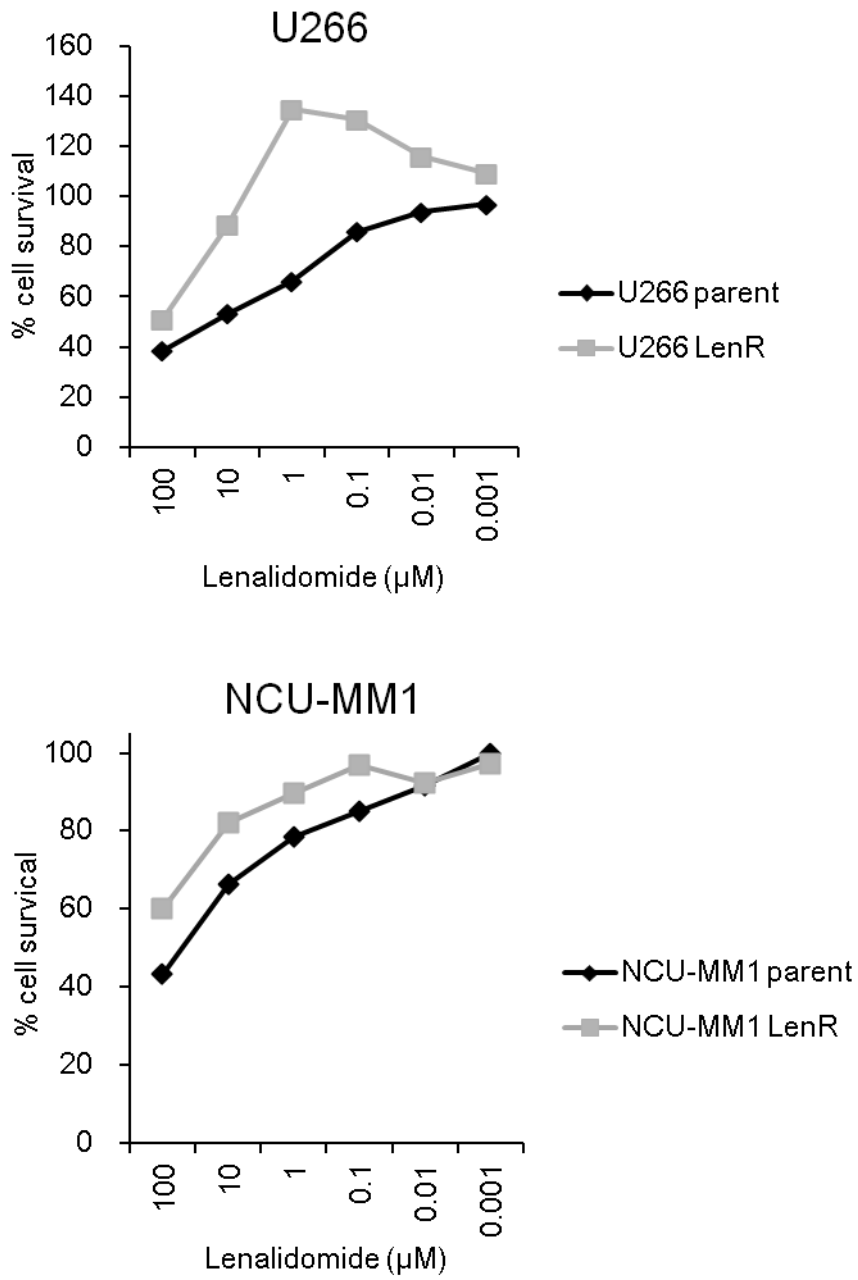 U266
160
140
120
100
80
60
40
20
0
% cell survival
100
10
1
0.1
0.01
0.001
Lenalidomide (µM)
U266 parent
U266 LenR
NCU-MM1
100
80
60
40
20
0
% cell survical
100
10
1
0.1
0.01
0.001
Lenalidomide (µM)
NCU-MM1 parent
NCU-MM1 LenR